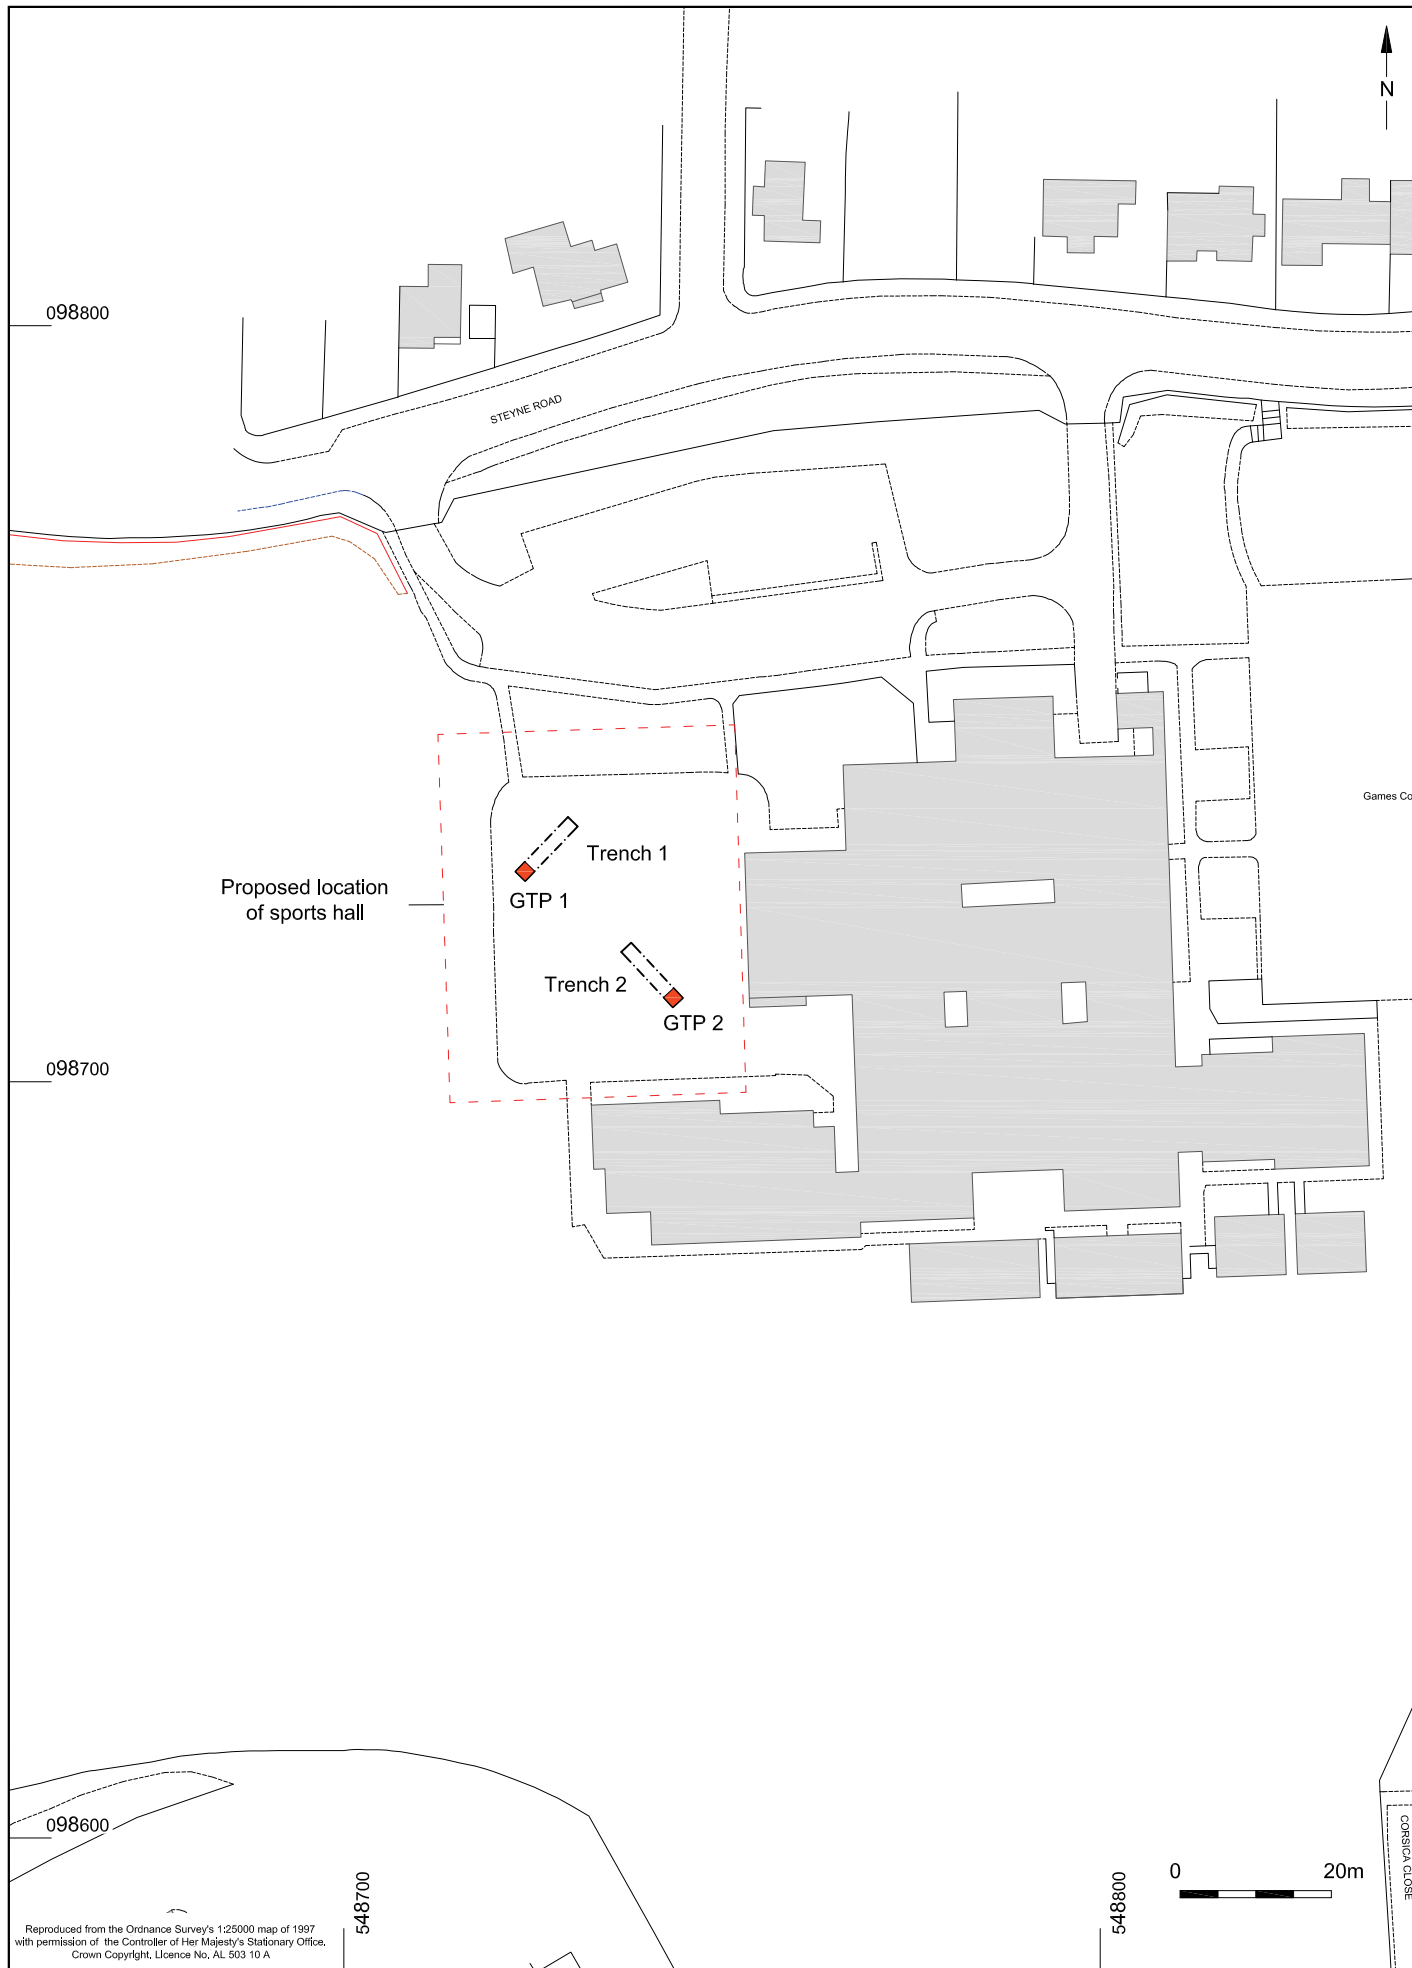 N
098800
STEYNE ROAD
Games Co
Trench 1
Proposed location
of sports hall
GTP 1
Trench 2
GTP 2
098700
098600
CORSICA CLOSE
0 20m
548700
548800
Reproduced from the Ordnance Survey's 1:25000 map of 1997
with permission of the Controller of Her Majesty's Stationary Office.
Crown Copyright. Licence No. AL 503 10 A